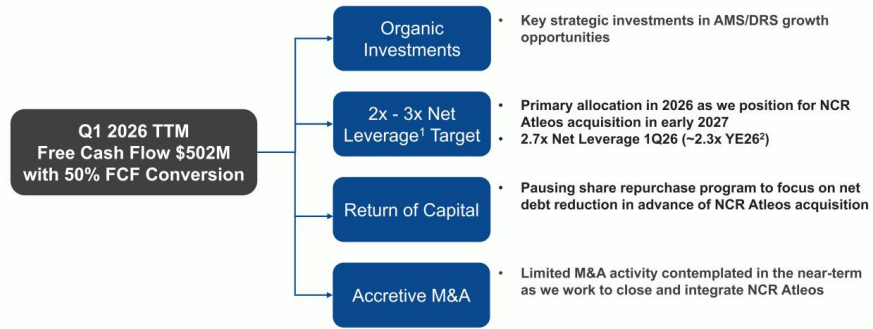 Q1 2026 TTM
Free Cash Flow $502M
with 50% FCF Conversion
Organic
Investments
• Key strategic investments in AMS/DRS growth
opportunities
2x - 3x Net
Leverage¹ Target
• Primary allocation in 2026 as we position for NCR
Atleos acquisition in early 2027
• 2.7x Net Leverage 1Q26 (~2.3x YE26²)
Return of Capital
• Pausing share repurchase program to focus on net
debt reduction in advance of NCR Atleos acquisition
Accretive M&A
• Limited M&A activity contemplated in the near-term
as we work to close and integrate NCR Atleos